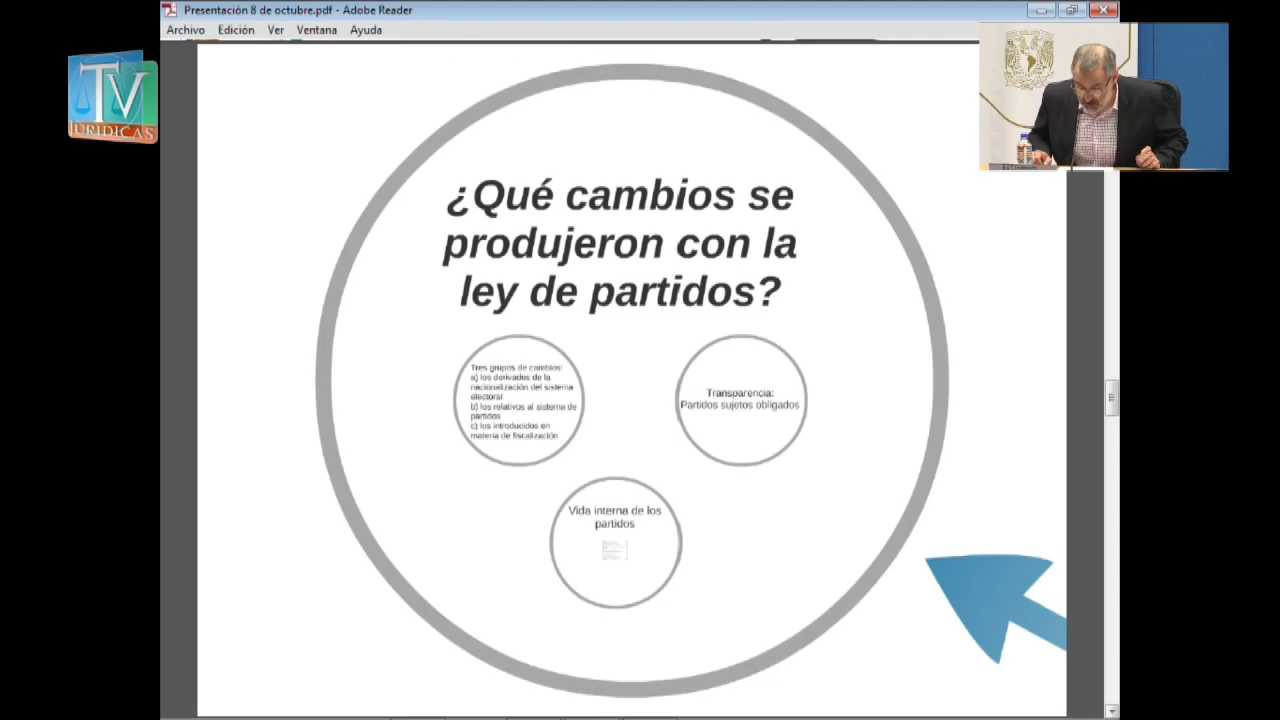 Presentación 8 de octubre.pdf - Adobe Reader
Archivo Edición Ver Ventana Ayuda
TV
JURIDICAS
¿Qué cambios se
produjeron con la
ley de partidos?
Tres grupos de cambios:
a) los derivados de la
nacionalización del sistema
electoral
b) los relativos al sistema de
partidos
c) los introducidos en
materia de fiscalización
Transparencia:
Partidos sujetos obligados
Vida interna de los
partidos